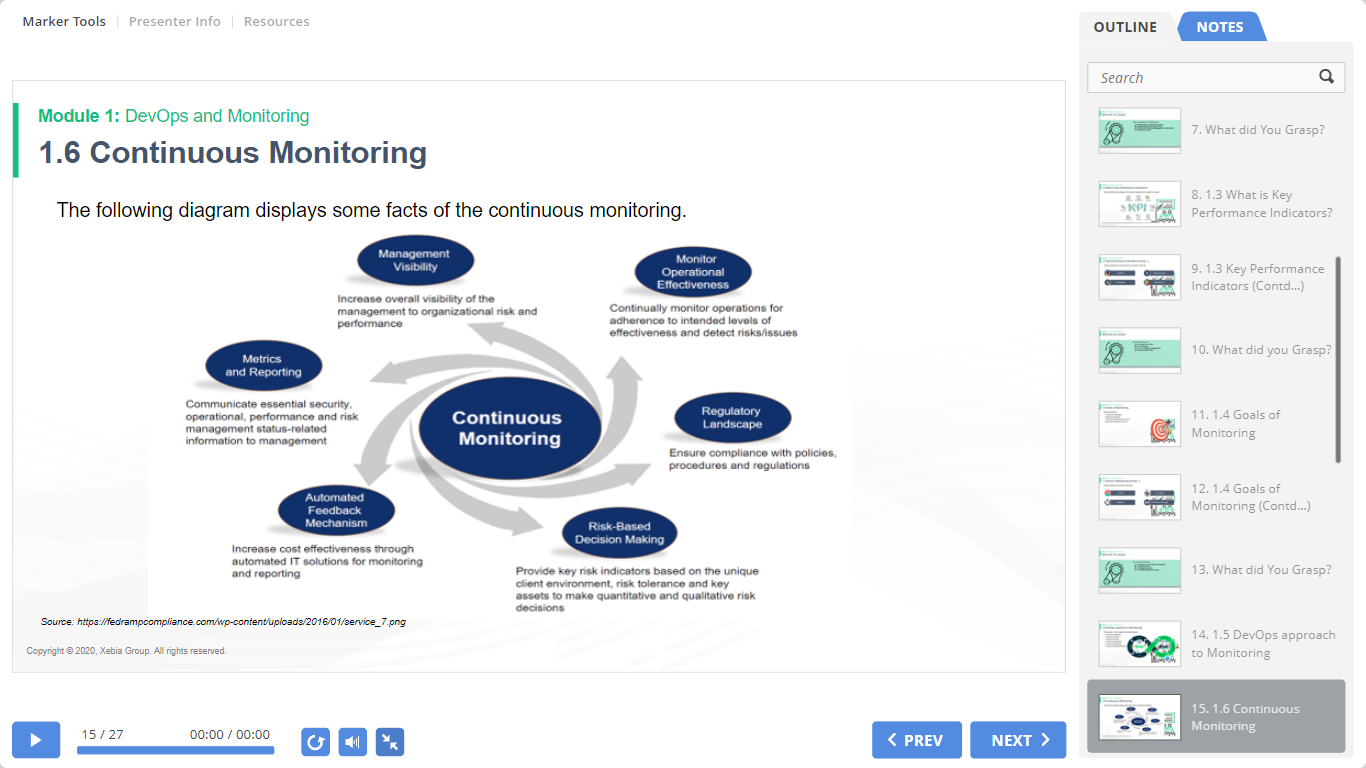 Marker Tools
Presenter Info
Resources
OUTLINE
NOTES
Search
Module 1: DevOps and Monitoring
1.6 Continuous Monitoring
The following diagram displays some facts of the continuous monitoring.
Management
Visibility
Increase overall visibility of the
management to organizational risk and
performance
Monitor
Operational
Effectiveness
Continually monitor operations for
adherence to intended levels of
effectiveness and detect risks/issues
Metrics
and Reporting
Communicate essential security,
operational, performance and risk
management status-related
information to management
Continuous
Monitoring
Regulatory
Landscape
Ensure compliance with policies,
procedures and regulations
Automated
Feedback
Mechanism
Increase cost effectiveness through
automated IT solutions for monitoring
and reporting
Risk-Based
Decision Making
Provide key risk indicators based on the unique
client environment, risk tolerance and key
assets to make quantitative and qualitative risk
decisions
Source: https://fedrampcompliance.com/wp-content/uploads/2016/01/service_7.png
Copyright © 2020, Xebia Group. All rights reserved.
7. What did You Grasp?
8. 1.3 What is Key
Performance Indicators?
KPI
9. 1.3 Key Performance
Indicators (Contd...)
10. What did you Grasp?
11. 1.4 Goals of
Monitoring
12. 1.4 Goals of
Monitoring (Contd...)
13. What did You Grasp?
14. 1.5 DevOps approach
to Monitoring
15. 1.6 Continuous
Monitoring
15 / 27
00:00 / 00:00
PREV
NEXT